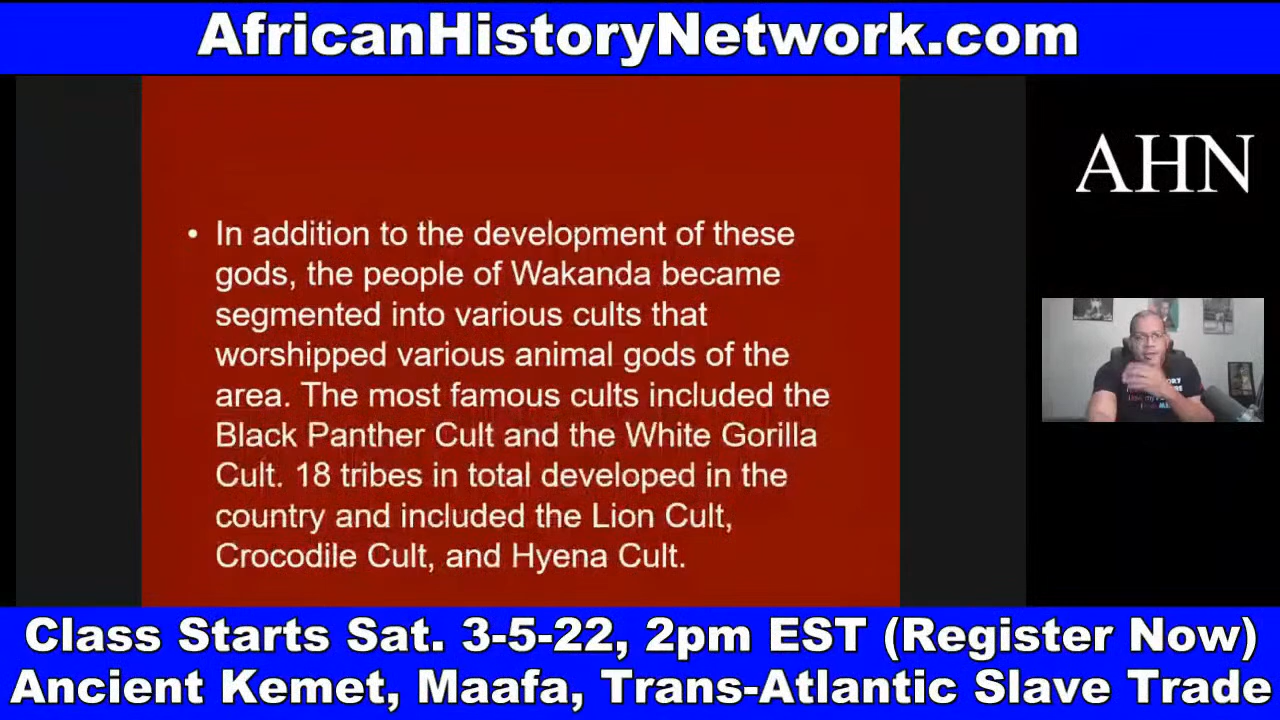 AfricanHistoryNetwork.com
AHN
• In addition to the development of these
gods, the people of Wakanda became
segmented into various cults that
worshipped various animal gods of the
area. The most famous cults included the
Black Panther Cult and the White Gorilla
Cult. 18 tribes in total developed in the
country and included the Lion Cult,
Crocodile Cult, and Hyena Cult.
Class Starts Sat. 3-5-22, 2pm EST (Register Now)
Ancient Kemet, Maafa, Trans-Atlantic Slave Trade